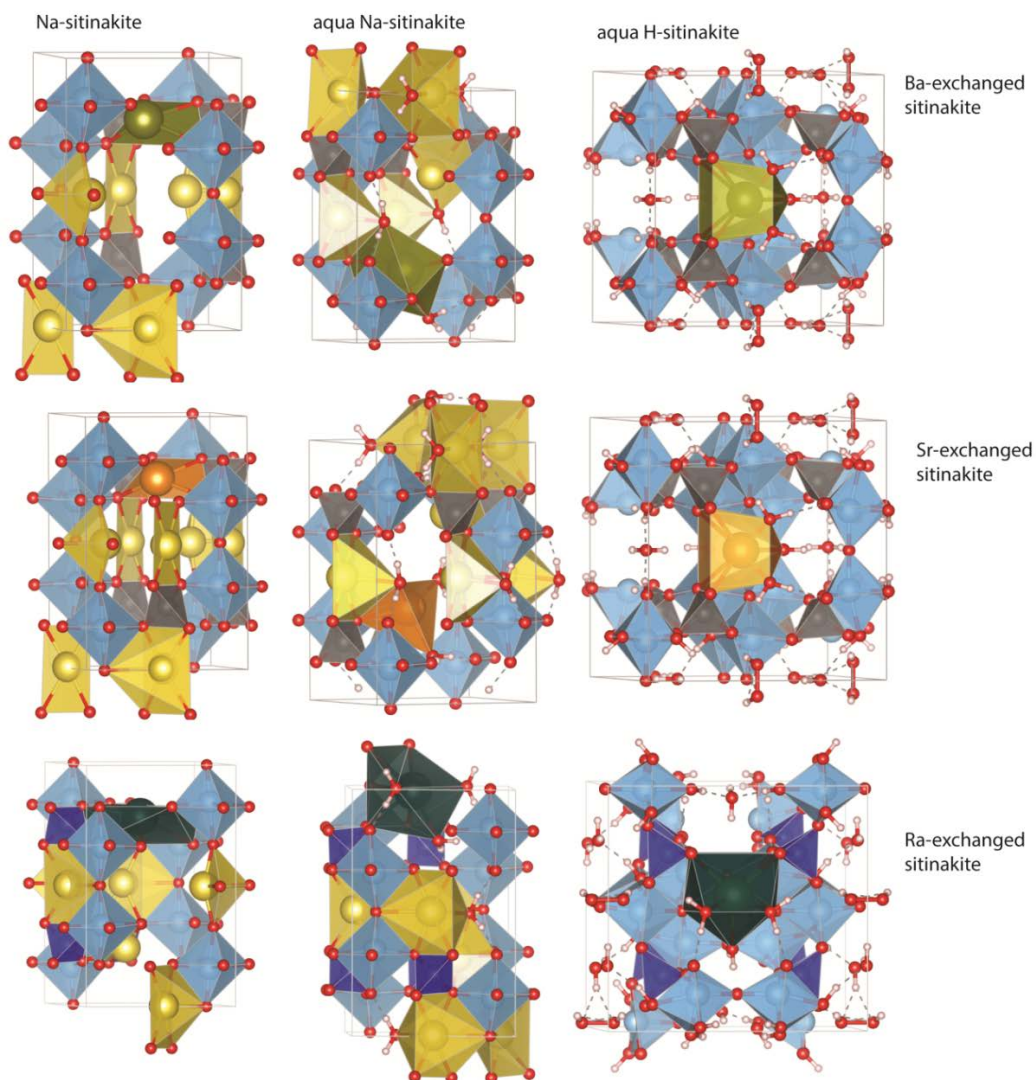 Na-sitinakite
aqua Na-sitinakite
aqua H-sitinakite
Ba-exchanged
sitinakite
Sr-exchanged
sitinakite
Ra-exchanged
sitinakite